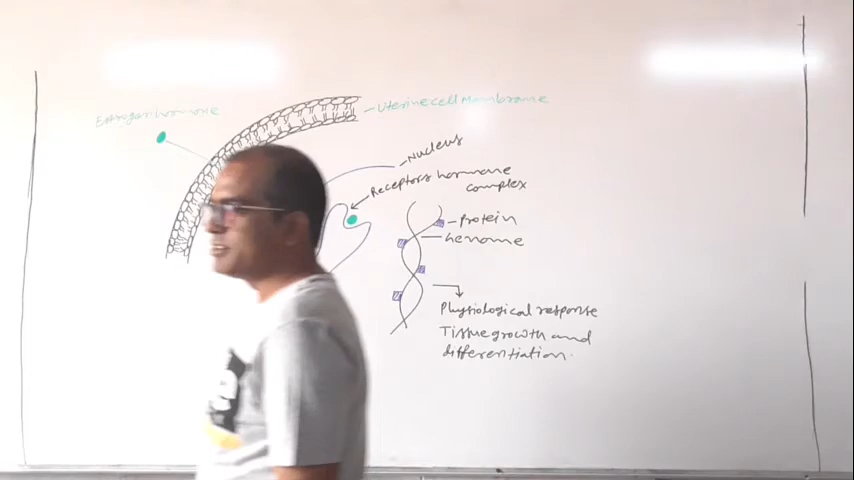 Estrogen hormone
Uterine cell Membrane
Nucleus
Receptors hormone
complex
Protein
Genome
Physiological response
Tissue growth and
differentiation.